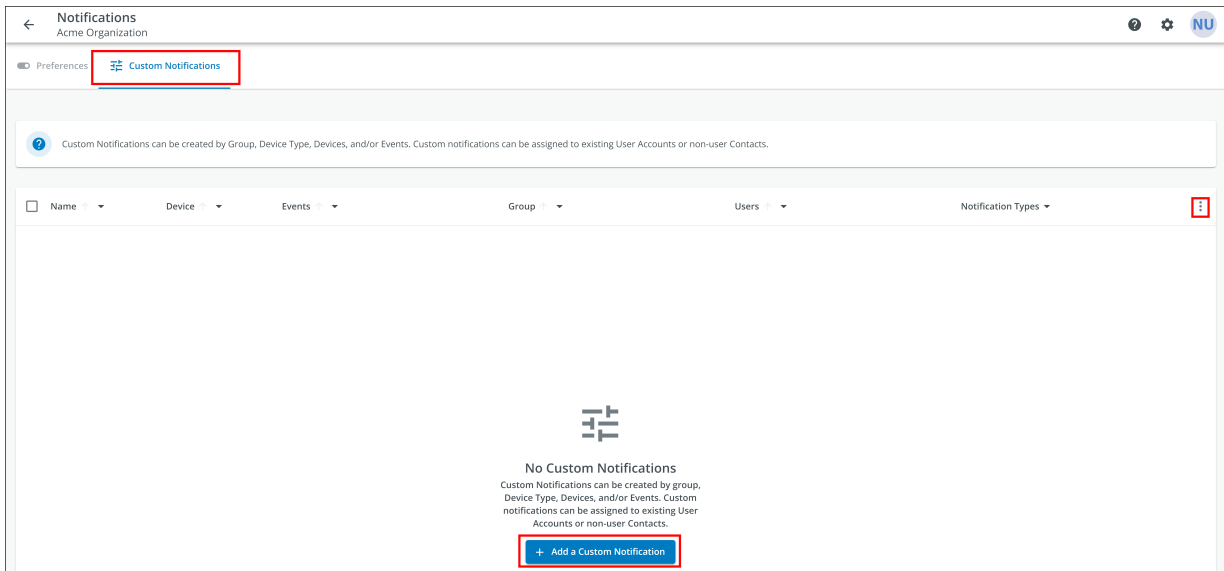 Notifications
Acme Organization
NU
Preferences
Custom Notifications
Custom Notifications can be created by Group, Device Type, Devices, and/or Events. Custom notifications can be assigned to existing User Accounts or non-user Contacts.
Name Device Events Group Users Notification Types
No Custom Notifications
Custom Notifications can be created by group,
Device Type, Devices, and/or Events. Custom
notifications can be assigned to existing User
Accounts or non-user Contacts.
+ Add a Custom Notification